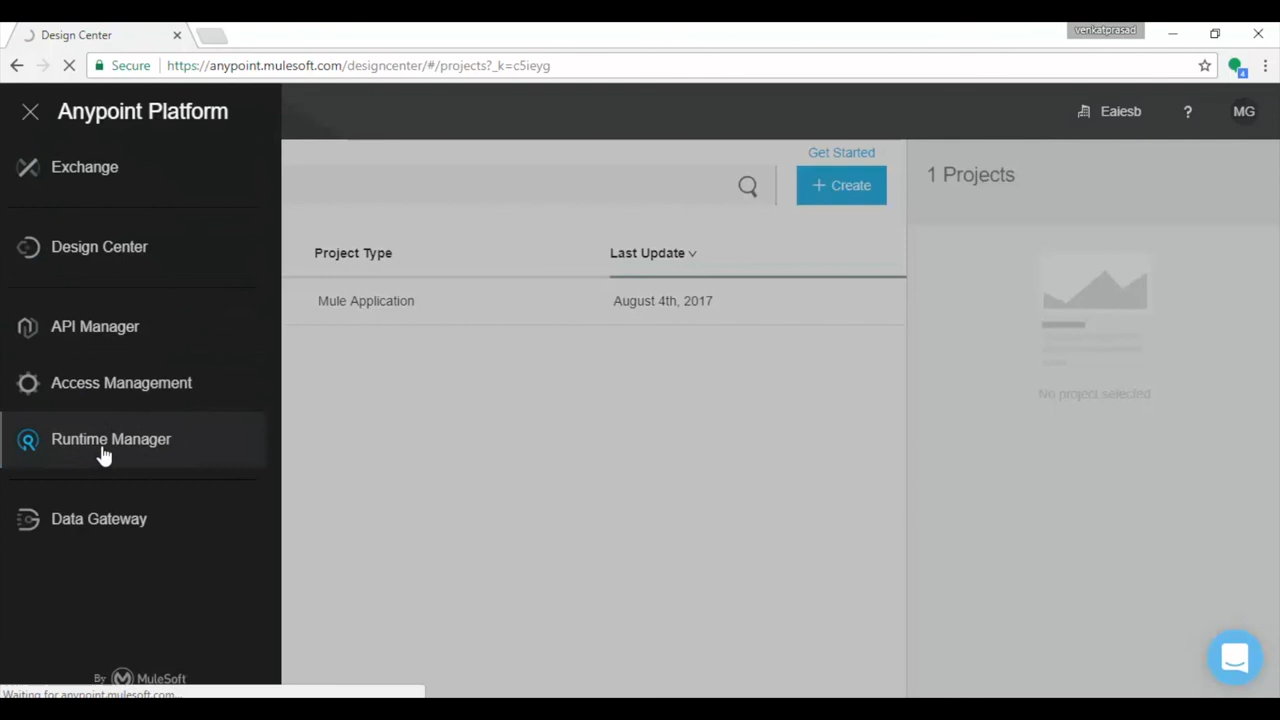 Design Center
venkatprasad
Secure
https://anypoint.mulesoft.com/designcenter/#/projects?_k=c5ieyg
4
Anypoint Platform
Eaiesb
?
MG
Exchange
Get Started
+ Create
1 Projects
Design Center
Project Type
Last Update
Mule Application
August 4th, 2017
API Manager
Access Management
No project selected
Runtime Manager
Data Gateway
By MuleSoft
Waiting for anypoint.mulesoft.com...